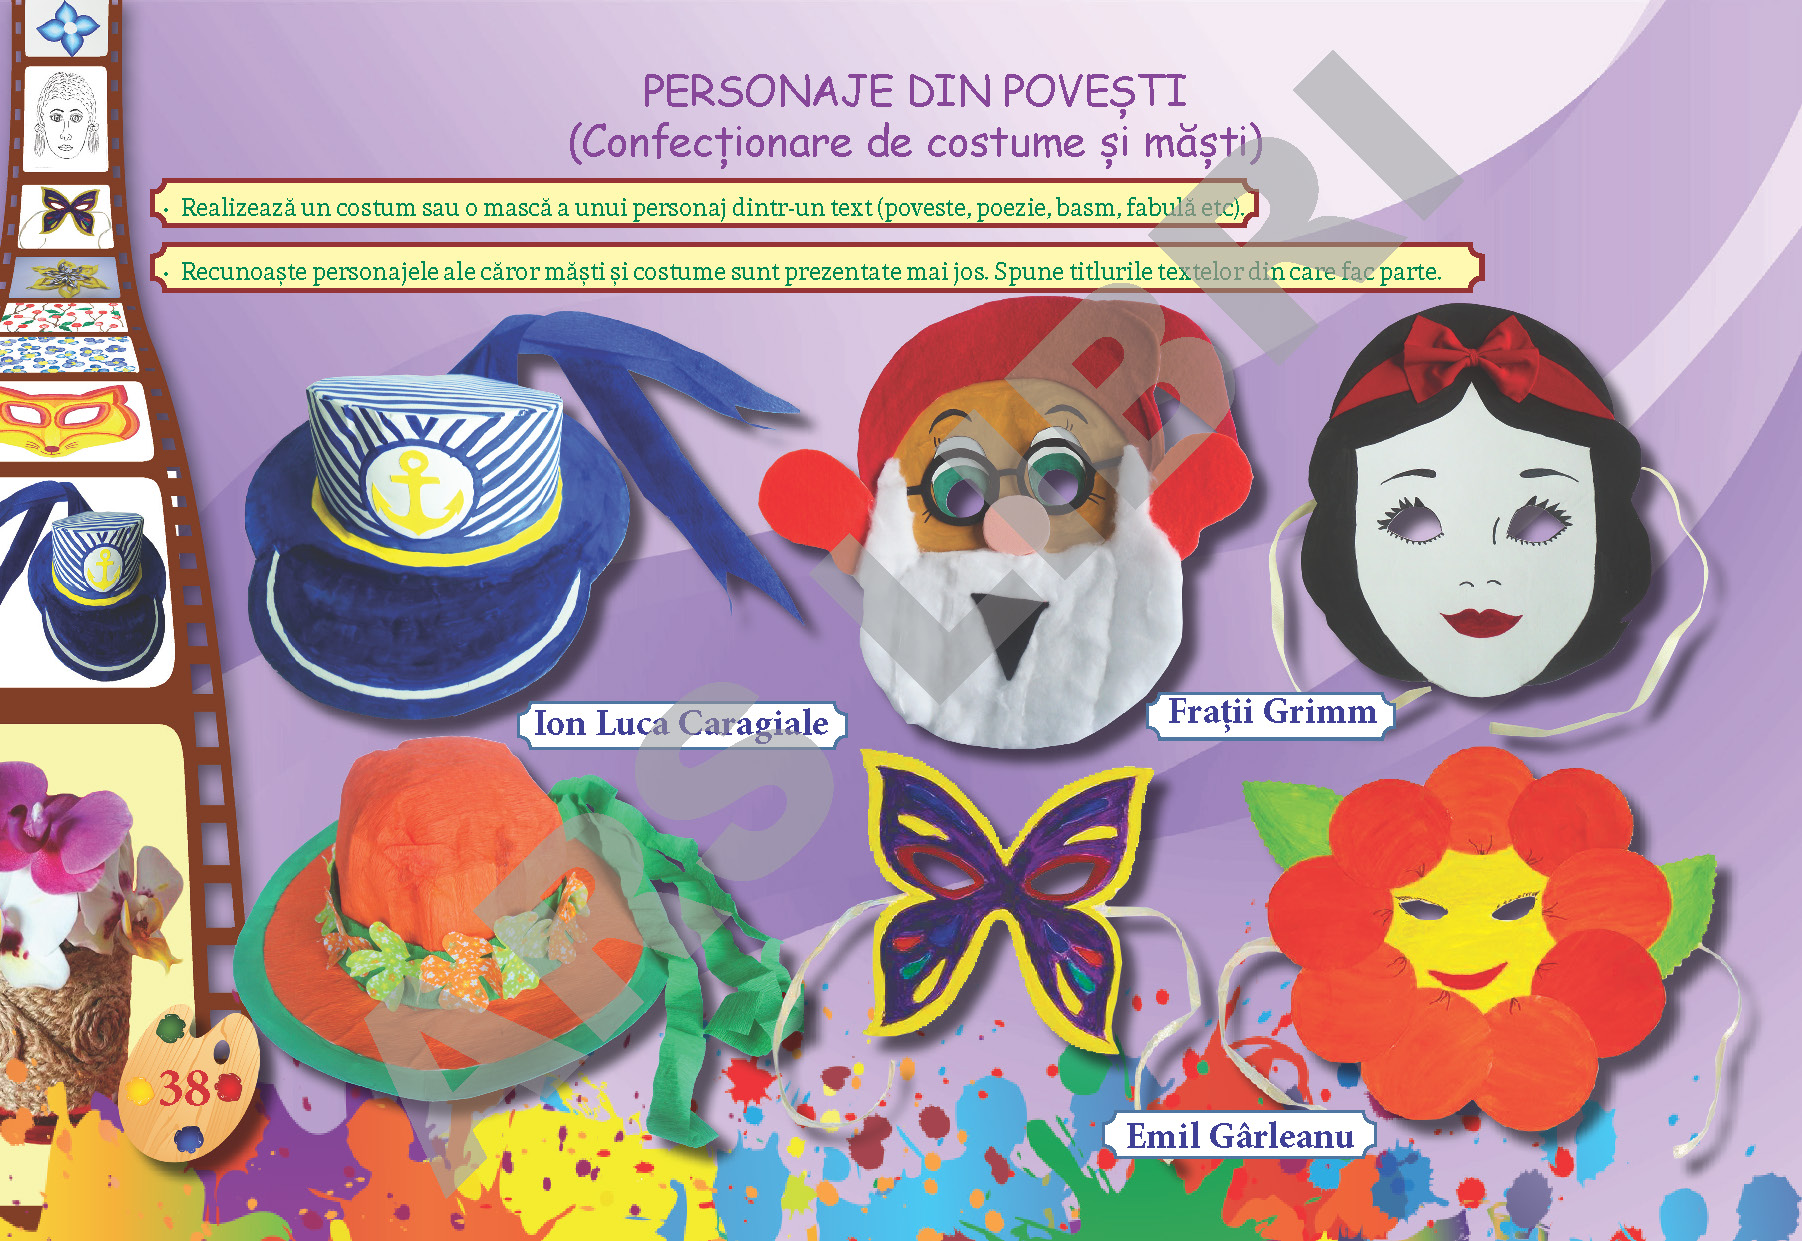 PERSONAJE DIN POVEȘTI
(Confecționare de costume și măști)
· Realizează un costum sau o mască a unui personaj dintr-un text (poveste, poezie, basm, fabulă etc).
· Recunoaște personajele ale căror măști și costume sunt prezentate mai jos. Spune titlurile textelor din care fac parte.
Ion Luca Caragiale
Frații Grimm
Emil Gârleanu
38
ARS LIBRI